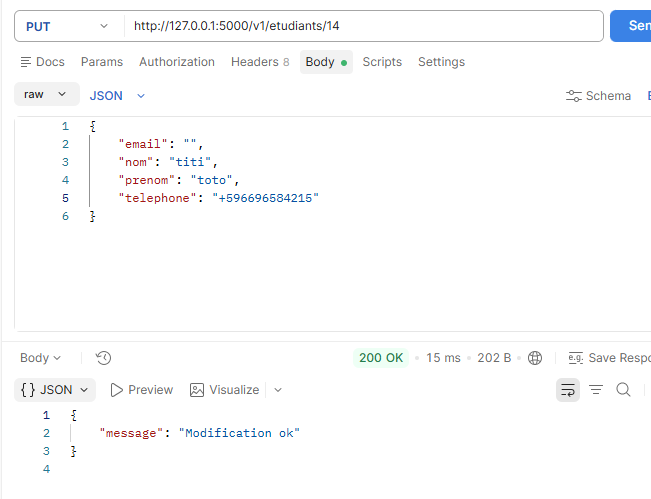 PUT http://127.0.0.1:5000/v1/etudiants/14 Sen
Docs Params Authorization Headers 8 Body Scripts Settings
raw JSON Schema
1 {
2 "email": "",
3 "nom": "titi",
4 "prenom": "toto",
5 "telephone": "+596696584215"
6 }
Body 200 OK • 15 ms • 202 B • e.g. Save Respo
{} JSON Preview Visualize
1 {
2 "message": "Modification ok"
3 }
4